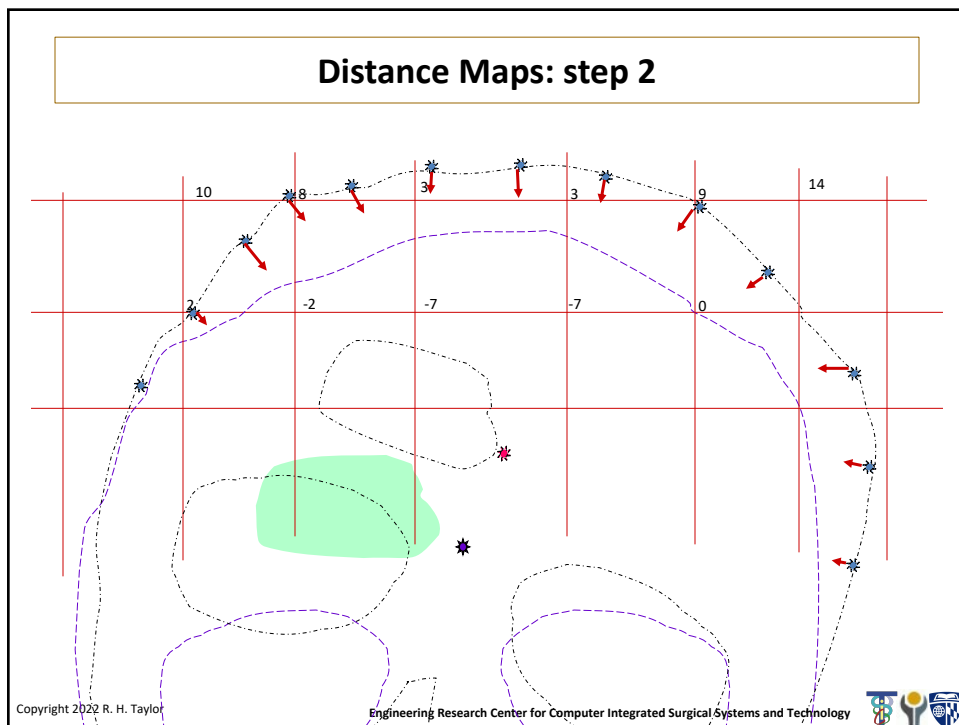 Distance Maps: step 2
10 8 3 3 9 14
2 -2 -7 -7 0
Copyright 2022 R. H. Taylor
Engineering Research Center for Computer Integrated Surgical Systems and Technology